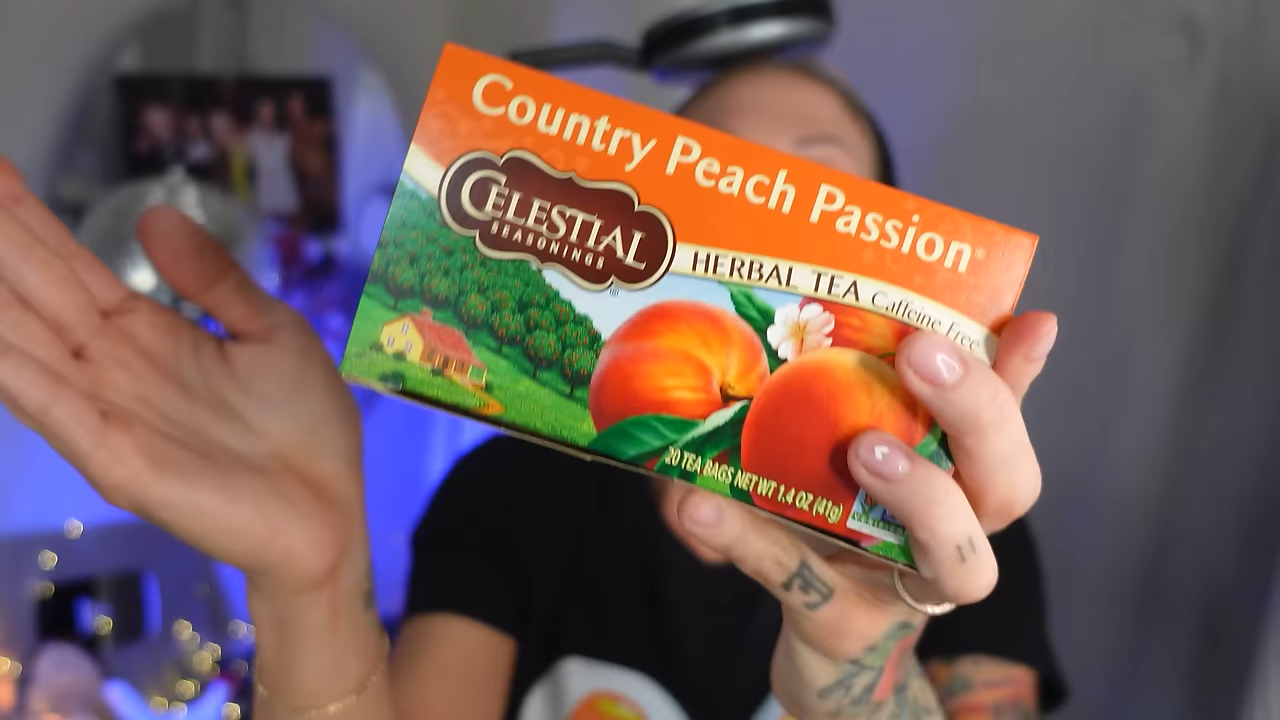 Country Peach Passion®
CELESTIAL
SEASONINGS
HERBAL TEA Caffeine Free
20 TEA BAGS NET WT 1.4 OZ (41g)